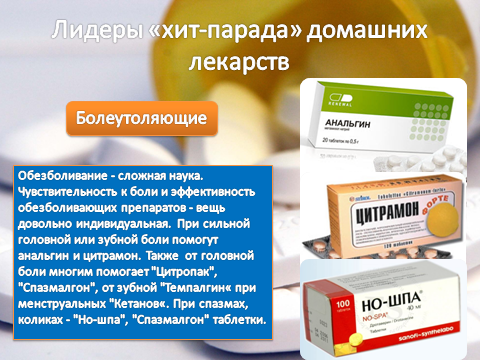 Лидеры «хит-парада» домашних
лекарств
Болеутоляющие
Обезболивание - сложная наука.
Чувствительность к боли и эффективность
обезболивающих препаратов - вещь
довольно индивидуальная. При сильной
головной или зубной боли помогут
анальгин и цитрамон. Также от головной
боли многим помогает "Цитропак",
"Спазмалгон", от зубной "Темпалгин« при
менструальных "Кетанов«. При спазмах,
коликах - "Но-шпа", "Спазмалгон" таблетки.
RENEWAL
АНАЛЬГИН
20 таблеток по 0,5 г
ЦИТРАМОН
ФОРТЕ
100
таблеток
НО-ШПА®
40 мг
NO-SPA®
Таблетки
sanofi-synthelabo